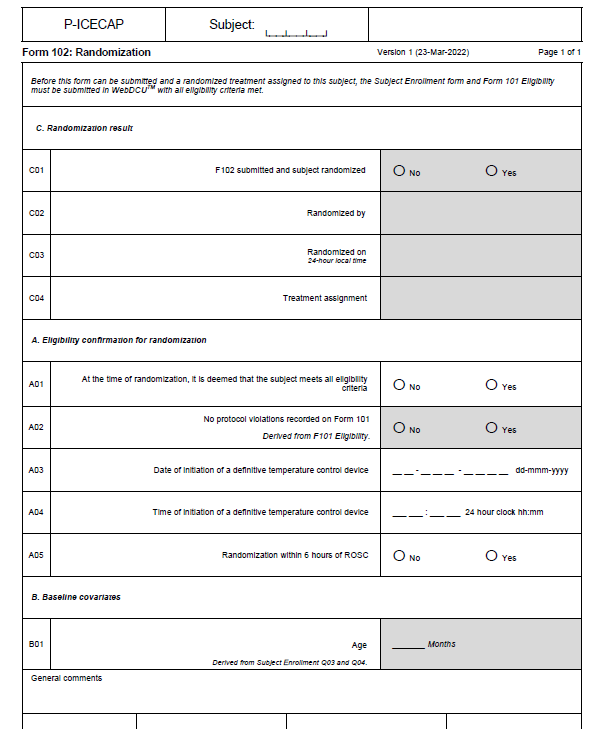 P-ICECAP
Subject:
Form 102: Randomization
Version 1 (23-Mar-2022)
Page 1 of 1
Before this form can be submitted and a randomized treatment assigned to this subject, the Subject Enrollment form and Form 101 Eligibility
must be submitted in WebDCU™ with all eligibility criteria met.
C. Randomization result
C01
F102 submitted and subject randomized
No
Yes
C02
Randomized by
C03
Randomized on
24-hour local time
C04
Treatment assignment
A. Eligibility confirmation for randomization
A01
At the time of randomization, it is deemed that the subject meets all eligibility
criteria
No
Yes
A02
No protocol violations recorded on Form 101
Derived from F101 Eligibility.
No
Yes
A03
Date of initiation of a definitive temperature control device
__ __ - __ __ __ - __ __ __ __ dd-mmm-yyyy
A04
Time of initiation of a definitive temperature control device
__ __ : __ __ 24 hour clock hh:mm
A05
Randomization within 6 hours of ROSC
No
Yes
B. Baseline covariates
B01
Age
Derived from Subject Enrollment Q03 and Q04.
______ Months
General comments